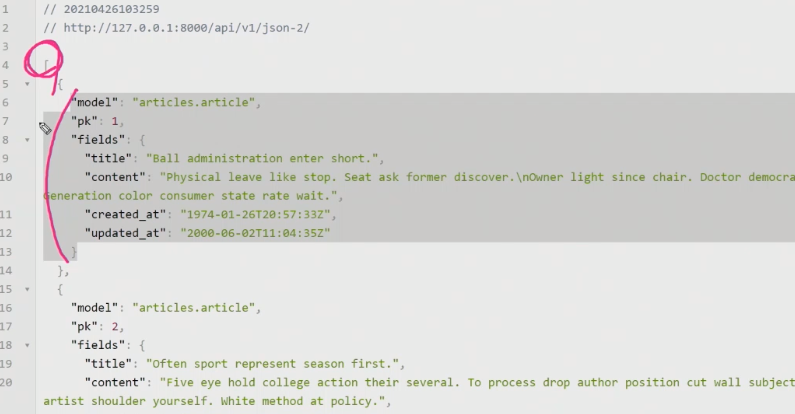 1 // 20210426103259
2 // http://127.0.0.1:8000/api/v1/json-2/
3
4 [
5 {
6 "model": "articles.article",
7 "pk": 1,
8 "fields": {
9 "title": "Ball administration enter short.",
10 "content": "Physical leave like stop. Seat ask former discover.\nOwner light since chair. Doctor democra
Generation color consumer state rate wait.",
11 "created_at": "1974-01-26T20:57:33Z",
12 "updated_at": "2000-06-02T11:04:35Z"
13 }
14 },
15 {
16 "model": "articles.article",
17 "pk": 2,
18 "fields": {
19 "title": "Often sport represent season first.",
20 "content": "Five eye hold college action their several. To process drop author position cut wall subject
artist shoulder yourself. White method at policy.",